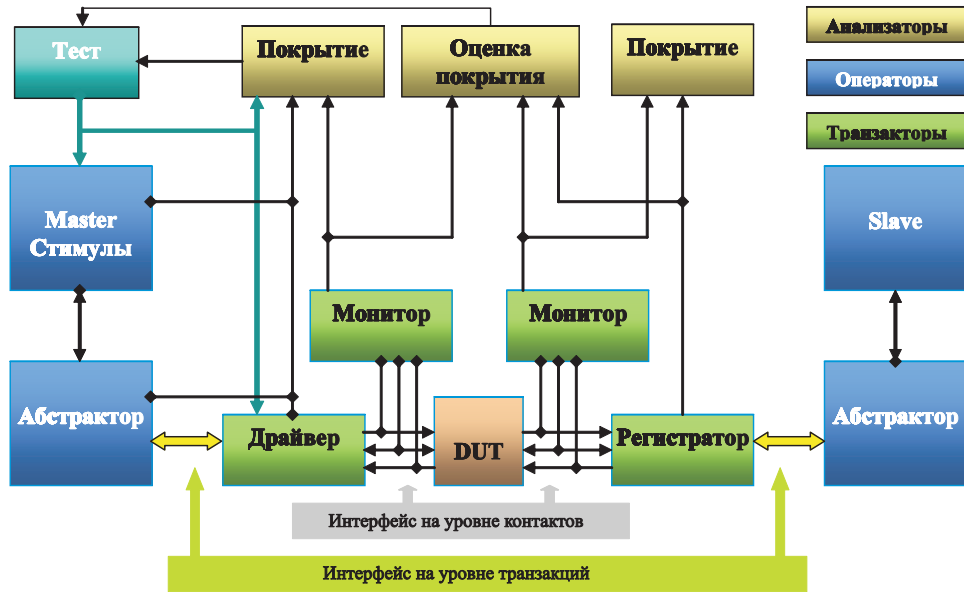 Тест
Покрытие
Оценка
покрытия
Покрытие
Анализаторы
Операторы
Транзакторы
Master
Стимулы
Slave
Монитор
Монитор
Абстрактор
Драйвер
DUT
Регистратор
Абстрактор
Интерфейс на уровне контактов
Интерфейс на уровне транзакций